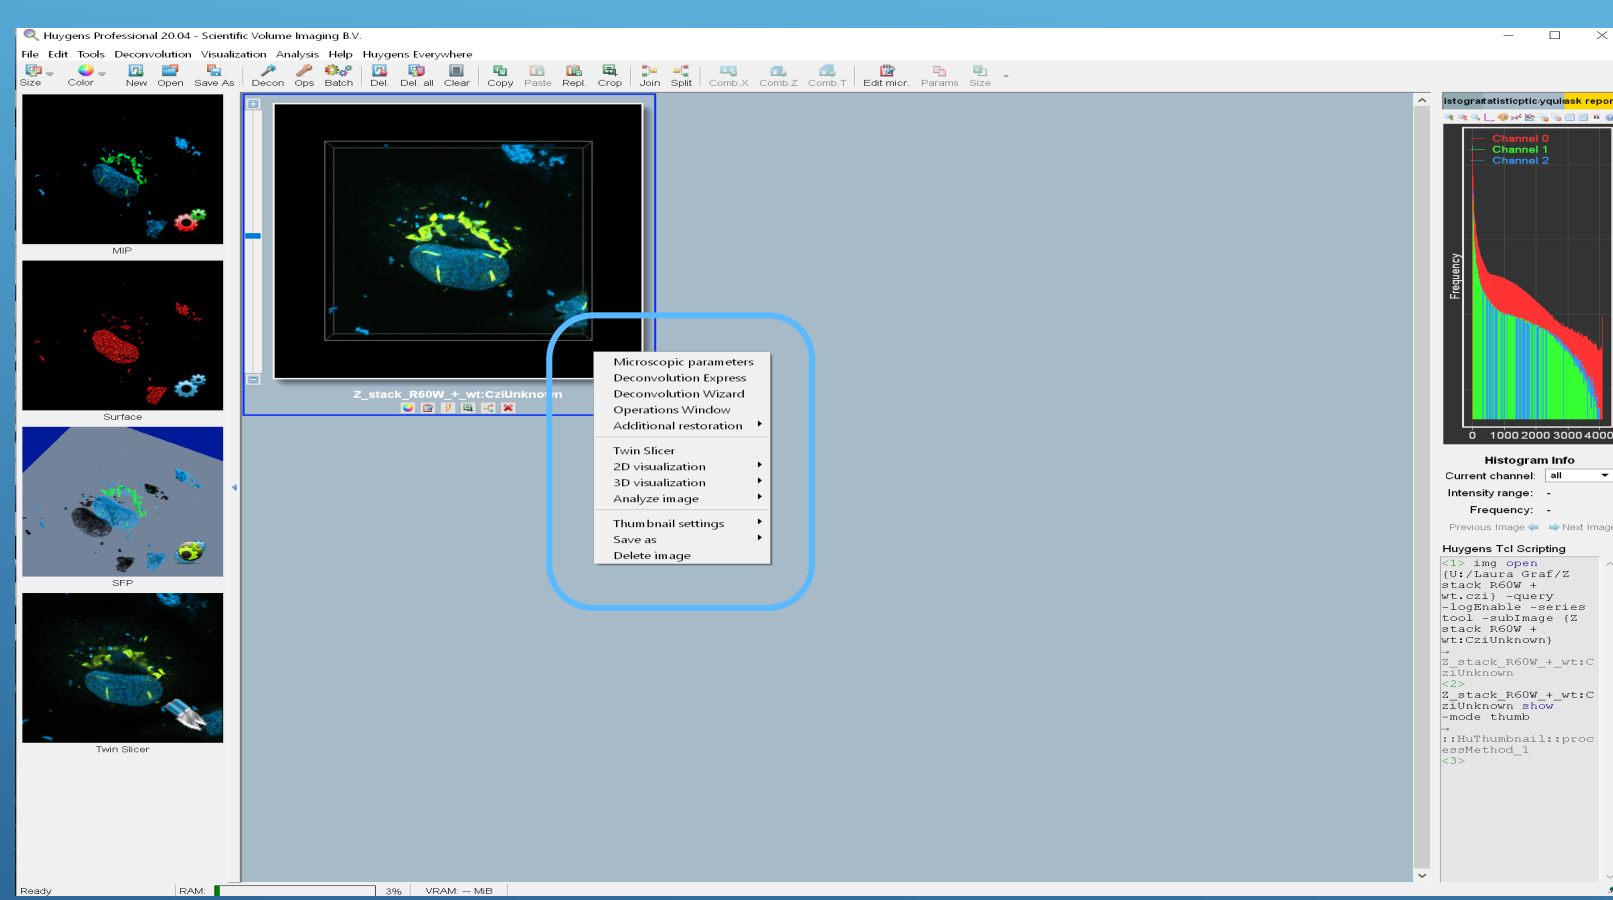 Huygens Professional 20.04 - Scientific Volume Imaging B.V.
File Edit Tools Deconvolution Visualization Analysis Help Huygens Everywhere
Size Color New Open Save As Decon Ops Batch Del. Del. all Clear Copy Paste Repl. Crop Join Split Comb.X Comb.Z Comb.T Edit micr. Params Size
MIP
Surface
SFP
Twin Slicer
Z_stack_R60W_+_wt:CziUnknown
Microscopic parameters
Deconvolution Express
Deconvolution Wizard
Operations Window
Additional restoration
Twin Slicer
2D visualization
3D visualization
Analyze image
Thumbnail settings
Save as
Delete image
ask repor
Channel 0
Channel 1
Channel 2
Frequency
0 1000 2000 3000 4000
Histogram Info
Current channel: all
Intensity range: -
Frequency: -
Previous Image Next Image
Huygens Tcl Scripting
<1> img open
{U:/Laura Graf/Z
stack R60W +
wt.czi} -query
-logEnable -series
tool -subImage {Z
stack R60W +
wt:CziUnknown}
→
Z_stack_R60W_+_wt:C
ziUnknown
<2>
Z_stack_R60W_+_wt:C
ziUnknown show
-mode thumb
→
::HuThumbnail::proc
essMethod_1
<3>
Ready RAM: 3% VRAM: -- MiB